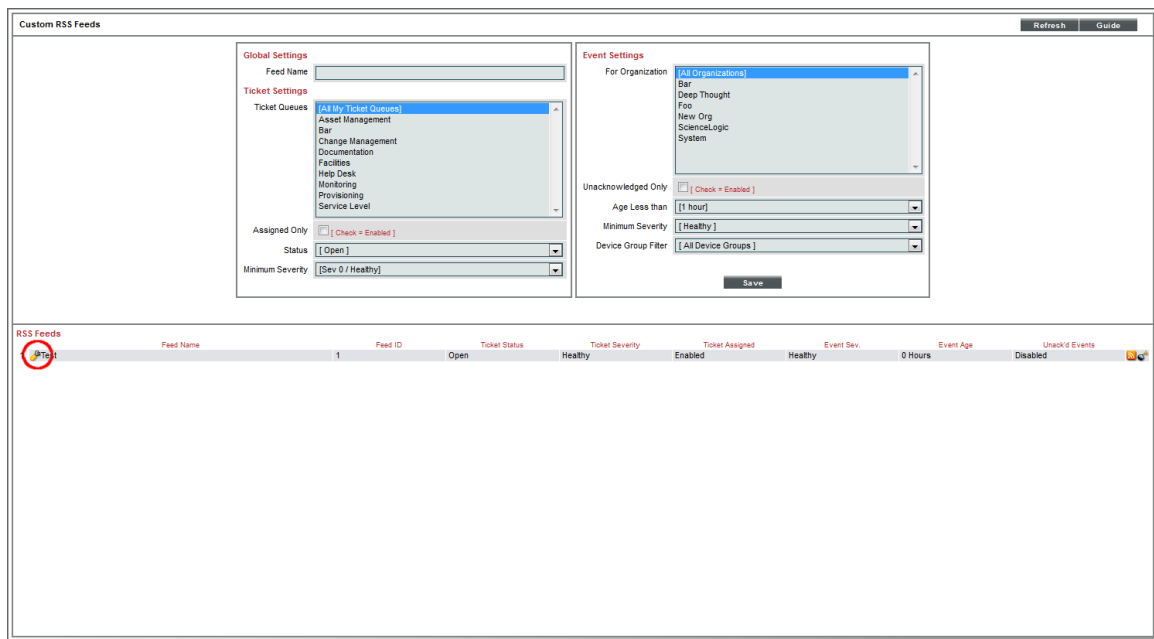 Custom RSS Feeds
Refresh
Guide
Global Settings
Feed Name
Ticket Settings
Ticket Queues
[All My Ticket Queues]
Asset Management
Bar
Change Management
Documentation
Facilities
Help Desk
Monitoring
Provisioning
Service Level
Assigned Only
[ Check = Enabled ]
Status
[ Open ]
Minimum Severity
[Sev 0 / Healthy]
Event Settings
For Organization
[All Organizations]
Bar
Deep Thought
Foo
New Org
ScienceLogic
System
Unacknowledged Only
[ Check = Enabled ]
Age Less than
[1 hour]
Minimum Severity
[ Healthy ]
Device Group Filter
[ All Device Groups ]
Save
RSS Feeds
Feed Name Feed ID Ticket Status Ticket Severity Ticket Assigned Event Sev. Event Age Unack'd Events
Test 1 Open Healthy Enabled Healthy 0 Hours Disabled